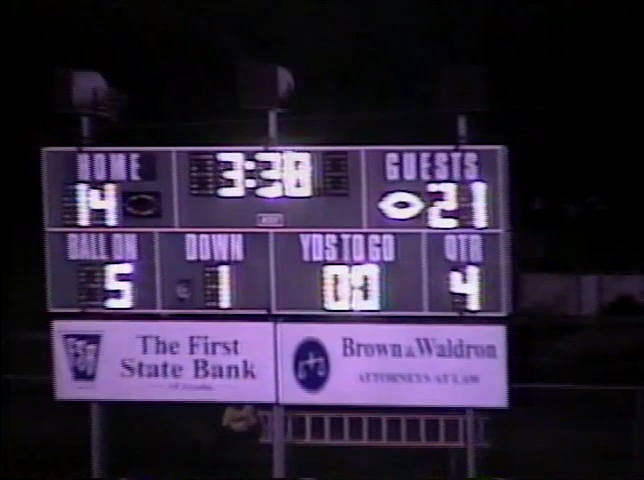 HOME 3:38 GUESTS
14 21
BALL ON DOWN YDS TO GO QTR
5 1 00 4
The First
State Bank
Brown & Waldron
ATTORNEYS AT LAW